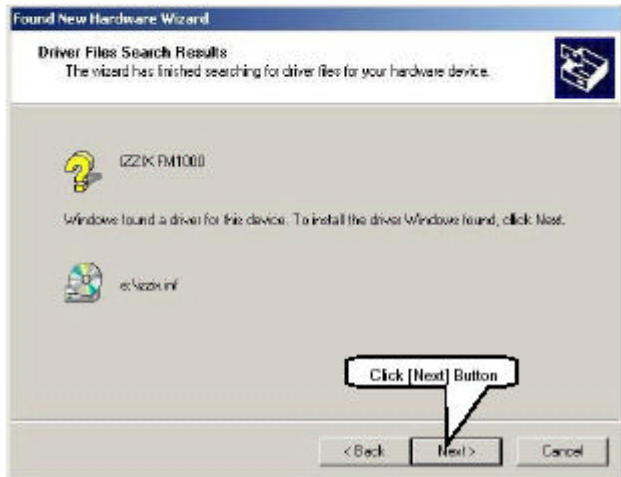 Found New Hardware Wizard
Driver Files Search Results
The wizard has finished searching for driver files for your hardware device.
IZZIX FM1000
Windows found a driver for this device. To install the driver Windows found, click Next.
e:\izzix.inf
Click [Next] Button
< Back
Next >
Cancel